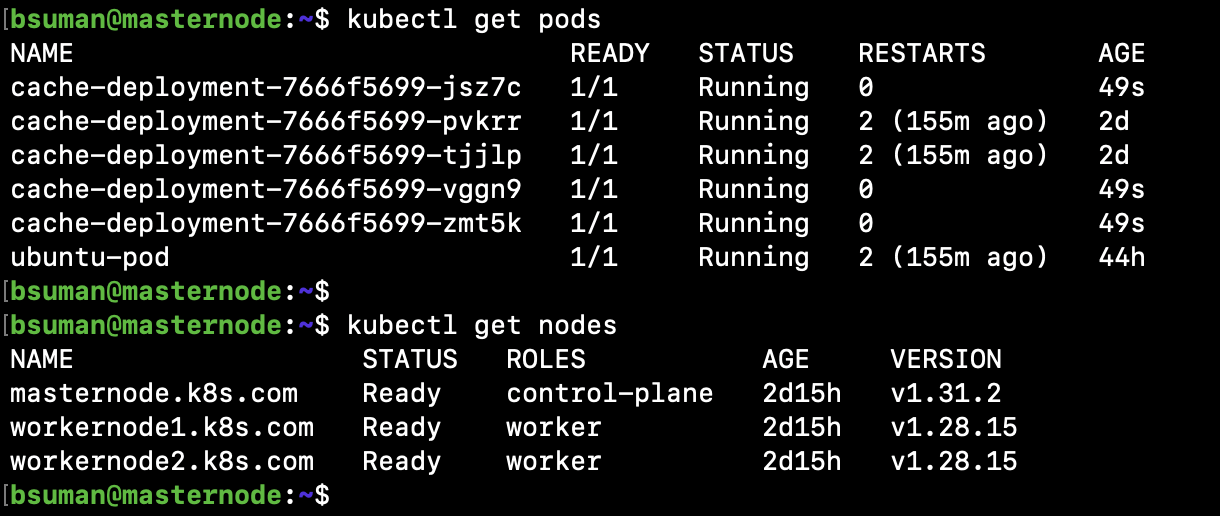 [bsuman@masternode:~$ kubectl get pods
NAME READY STATUS RESTARTS AGE
cache-deployment-7666f5699-jsz7c 1/1 Running 0 49s
cache-deployment-7666f5699-pvkrr 1/1 Running 2 (155m ago) 2d
cache-deployment-7666f5699-tjjlp 1/1 Running 2 (155m ago) 2d
cache-deployment-7666f5699-vggn9 1/1 Running 0 49s
cache-deployment-7666f5699-zmt5k 1/1 Running 0 49s
ubuntu-pod 1/1 Running 2 (155m ago) 44h
[bsuman@masternode:~$
[bsuman@masternode:~$ kubectl get nodes
NAME STATUS ROLES AGE VERSION
masternode.k8s.com Ready control-plane 2d15h v1.31.2
workernode1.k8s.com Ready worker 2d15h v1.28.15
workernode2.k8s.com Ready worker 2d15h v1.28.15
[bsuman@masternode:~$